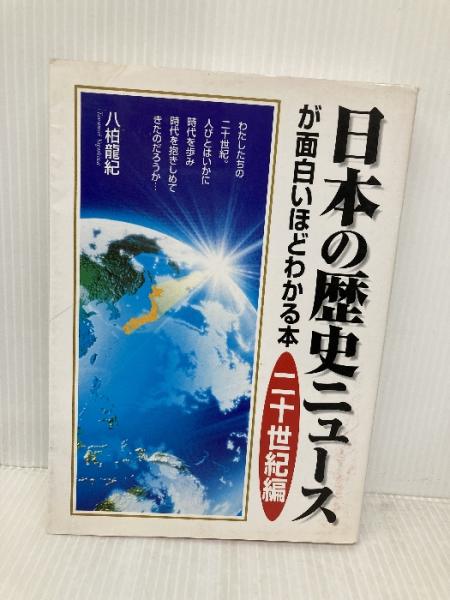 日本の歴史ニュース
が面白いほどわかる本
二十世紀編
わたしたちの
二十世紀。
人びとはいかに
時代を歩み
時代を抱きしめて
きたのだろうか…
八柏龍紀